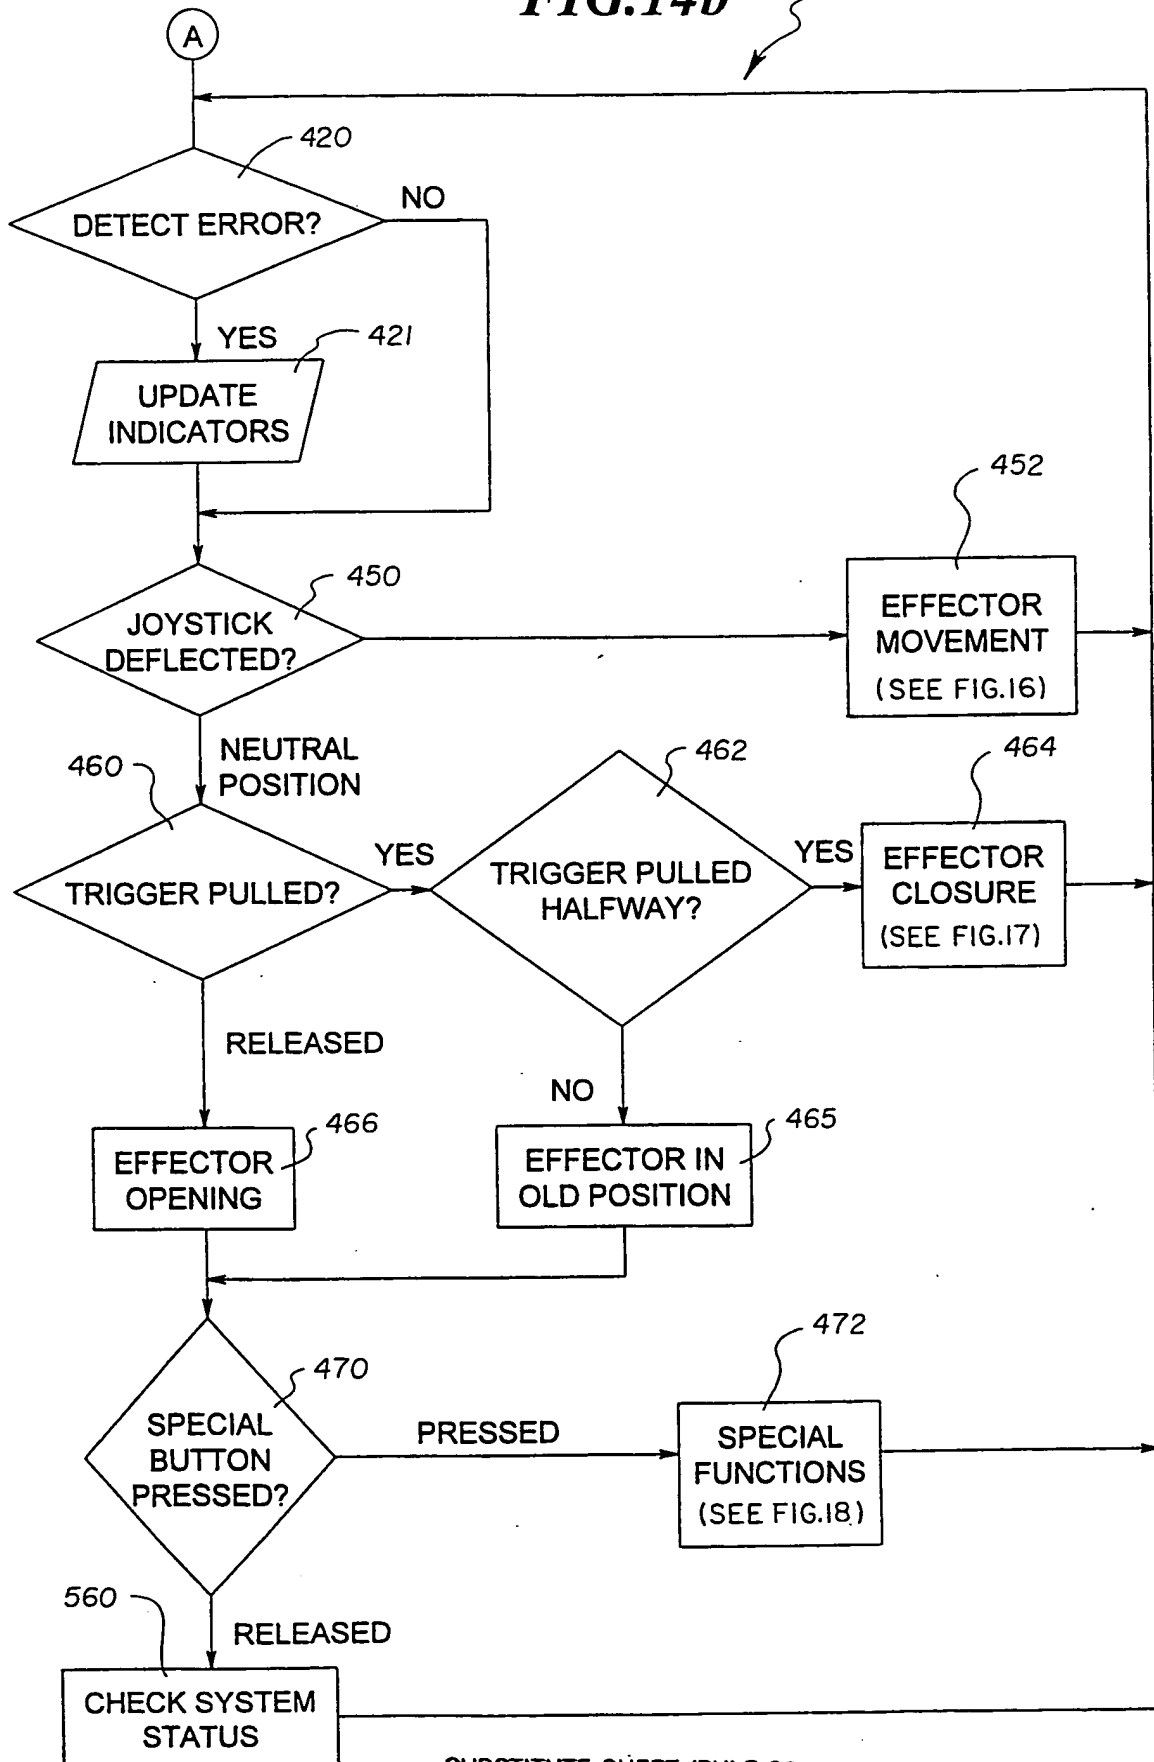 FIG.14b
A
420
DETECT ERROR?
NO
YES
421
UPDATE
INDICATORS
452
450
JOYSTICK
DEFLECTED?
EFFECTOR
MOVEMENT
(SEE FIG.16)
NEUTRAL
POSITION
460
462
464
TRIGGER PULLED?
YES
TRIGGER PULLED
HALFWAY?
YES
EFFECTOR
CLOSURE
(SEE FIG.17)
RELEASED
NO
466
465
EFFECTOR
OPENING
EFFECTOR IN
OLD POSITION
472
470
SPECIAL
BUTTON
PRESSED?
PRESSED
SPECIAL
FUNCTIONS
(SEE FIG.18)
560
RELEASED
CHECK SYSTEM
STATUS